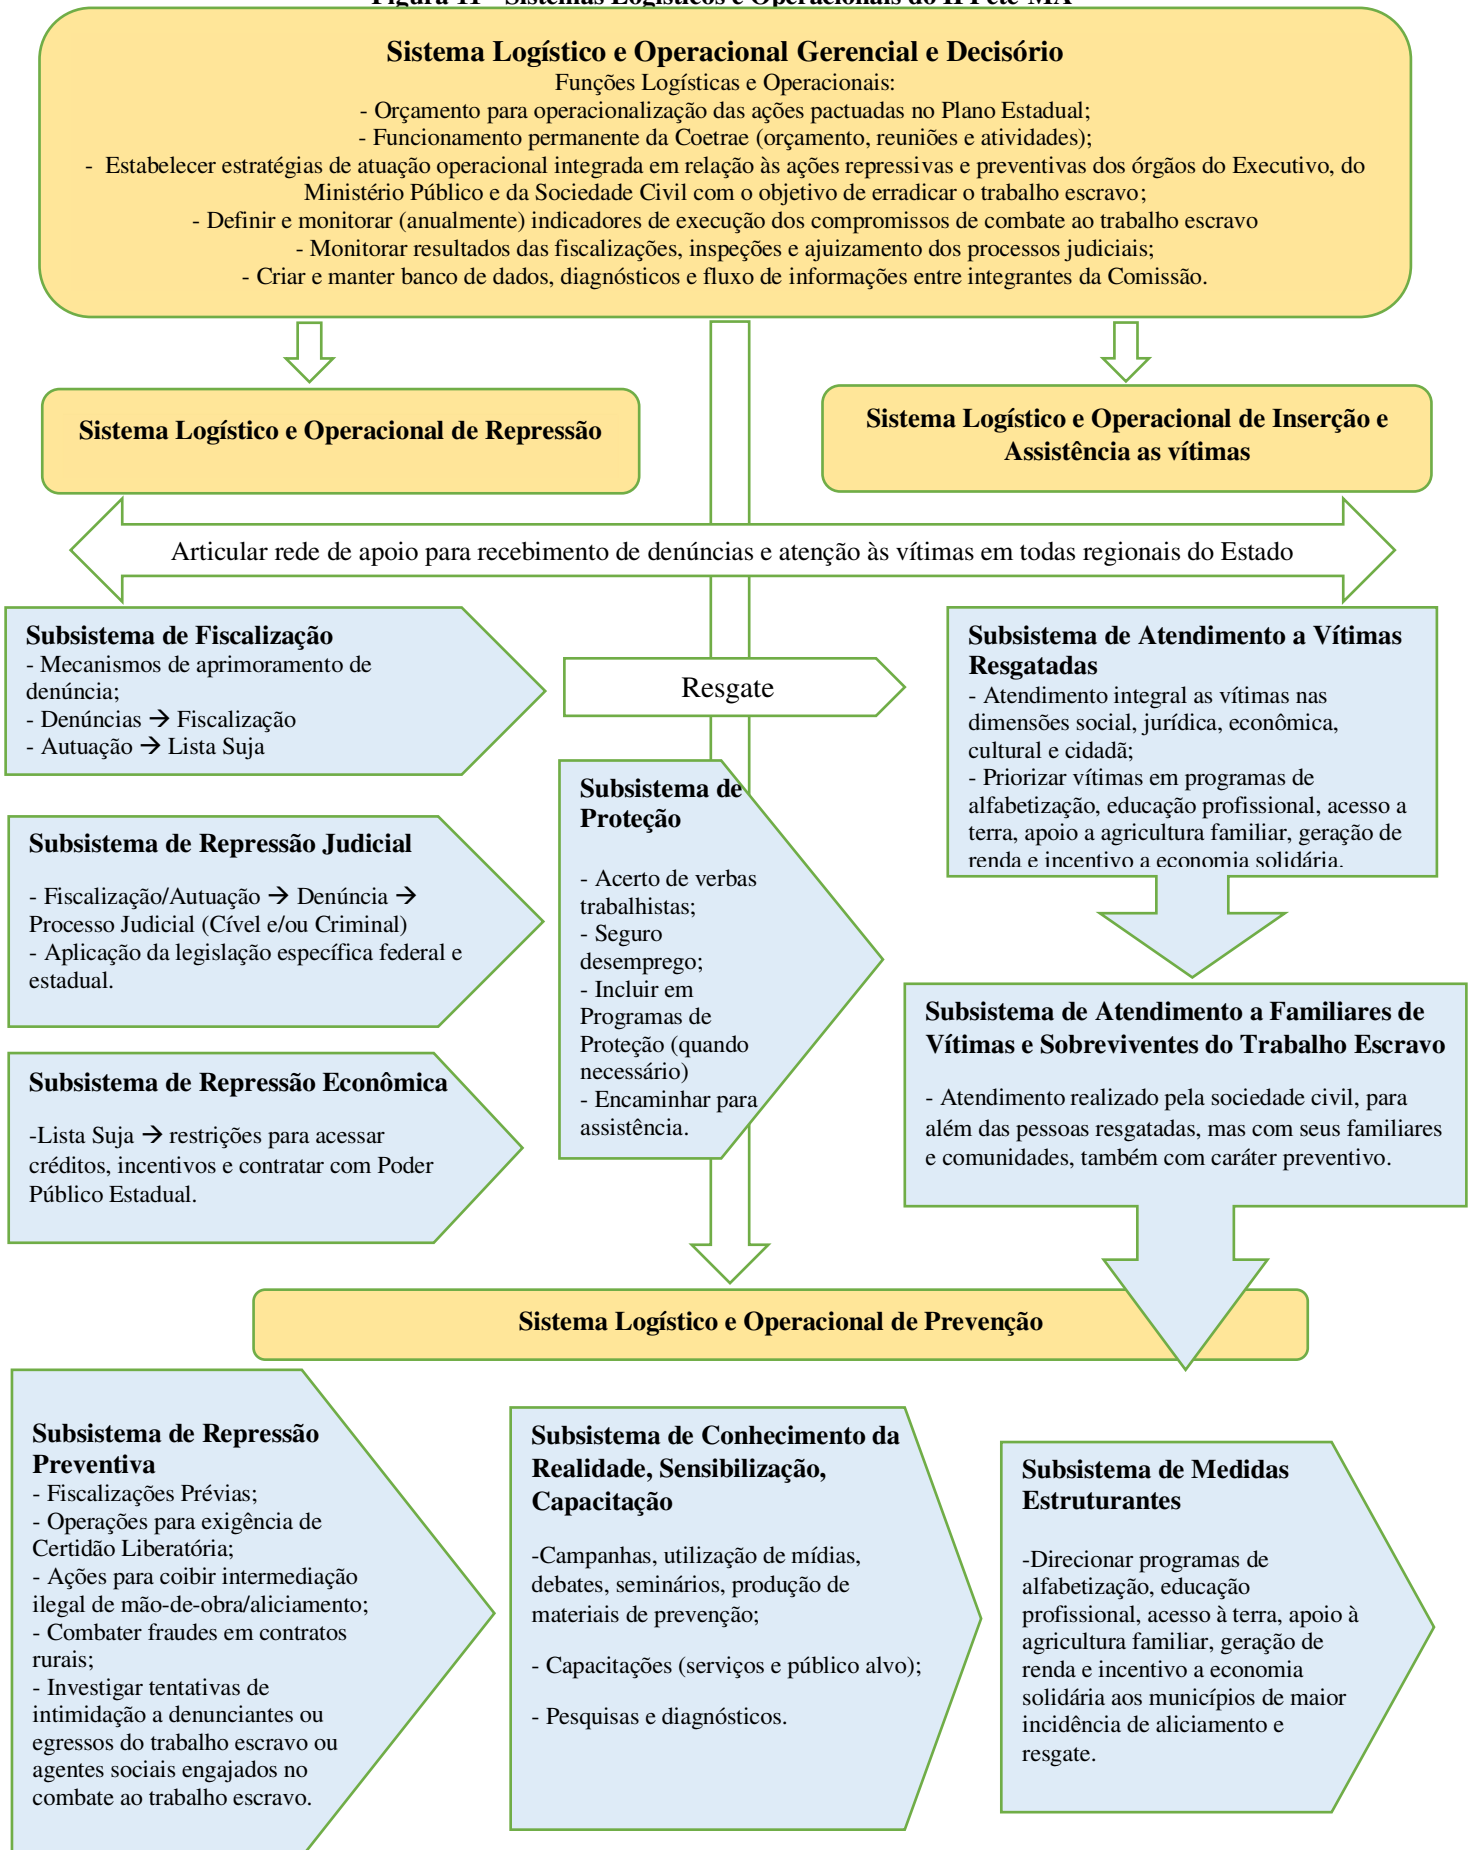 Figura 11 - Sistemas Logísticos e Operacionais do II Pete-MA
Sistema Logístico e Operacional Gerencial e Decisório
Funções Logísticas e Operacionais:
- Orçamento para operacionalização das ações pactuadas no Plano Estadual;
- Funcionamento permanente da Coetrae (orçamento, reuniões e atividades);
- Estabelecer estratégias de atuação operacional integrada em relação às ações repressivas e preventivas dos órgãos do Executivo, do
Ministério Público e da Sociedade Civil com o objetivo de erradicar o trabalho escravo;
- Definir e monitorar (anualmente) indicadores de execução dos compromissos de combate ao trabalho escravo
- Monitorar resultados das fiscalizações, inspeções e ajuizamento dos processos judiciais;
- Criar e manter banco de dados, diagnósticos e fluxo de informações entre integrantes da Comissão.
Sistema Logístico e Operacional de Repressão
Sistema Logístico e Operacional de Inserção e
Assistência as vítimas
Articular rede de apoio para recebimento de denúncias e atenção às vítimas em todas regionais do Estado
Subsistema de Fiscalização
- Mecanismos de aprimoramento de
denúncia;
- Denúncias → Fiscalização
- Autuação → Lista Suja
Resgate
Subsistema de Atendimento a Vítimas
Resgatadas
- Atendimento integral as vítimas nas
dimensões social, jurídica, econômica,
cultural e cidadã;
- Priorizar vítimas em programas de
alfabetização, educação profissional, acesso a
terra, apoio a agricultura familiar, geração de
renda e incentivo a economia solidária.
Subsistema de Repressão Judicial
- Fiscalização/Autuação → Denúncia →
Processo Judicial (Cível e/ou Criminal)
- Aplicação da legislação específica federal e
estadual.
Subsistema de
Proteção
- Acerto de verbas
trabalhistas;
- Seguro
desemprego;
- Incluir em
Programas de
Proteção (quando
necessário)
- Encaminhar para
assistência.
Subsistema de Atendimento a Familiares de
Vítimas e Sobreviventes do Trabalho Escravo
- Atendimento realizado pela sociedade civil, para
além das pessoas resgatadas, mas com seus familiares
e comunidades, também com caráter preventivo.
Subsistema de Repressão Econômica
-Lista Suja → restrições para acessar
créditos, incentivos e contratar com Poder
Público Estadual.
Sistema Logístico e Operacional de Prevenção
Subsistema de Repressão
Preventiva
- Fiscalizações Prévias;
- Operações para exigência de
Certidão Liberatória;
- Ações para coibir intermediação
ilegal de mão-de-obra/aliciamento;
- Combater fraudes em contratos
rurais;
- Investigar tentativas de
intimidação a denunciantes ou
egressos do trabalho escravo ou
agentes sociais engajados no
combate ao trabalho escravo.
Subsistema de Conhecimento da
Realidade, Sensibilização,
Capacitação
-Campanhas, utilização de mídias,
debates, seminários, produção de
materiais de prevenção;
- Capacitações (serviços e público alvo);
- Pesquisas e diagnósticos.
Subsistema de Medidas
Estruturantes
-Direcionar programas de
alfabetização, educação
profissional, acesso à terra, apoio à
agricultura familiar, geração de
renda e incentivo a economia
solidária aos municípios de maior
incidência de aliciamento e
resgate.